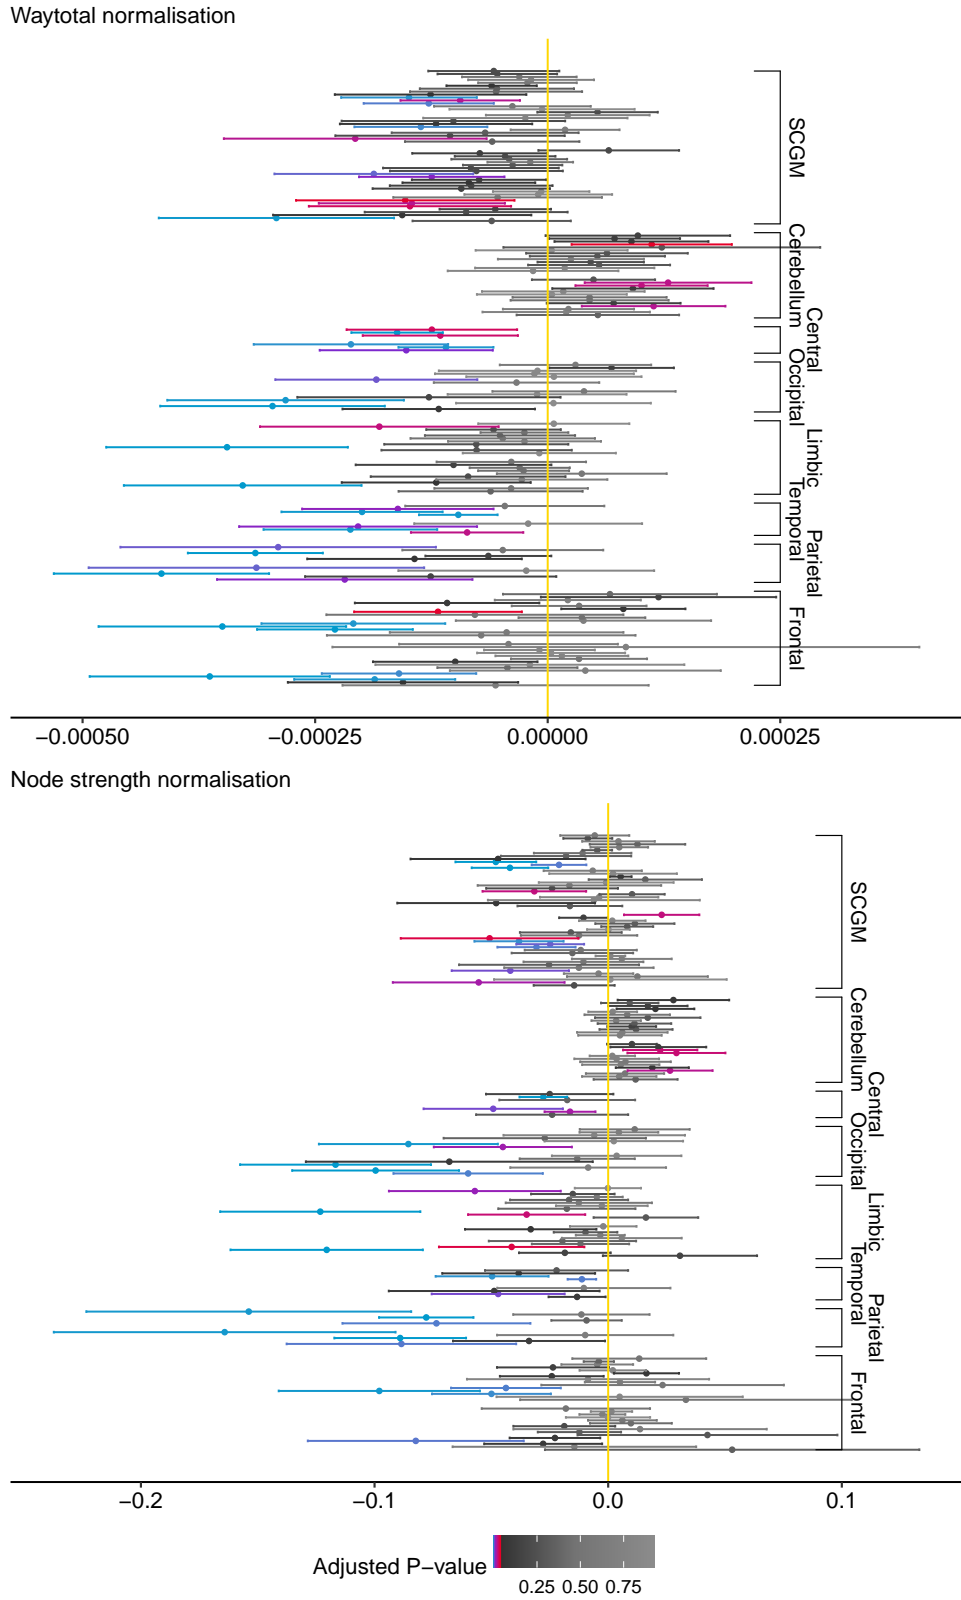 Waytotal normalisation
SCGM
Cerebellum
Central
Occipital
Limbic
Temporal
Parietal
Frontal
−0.00050 −0.00025 0.00000 0.00025
Node strength normalisation
SCGM
Cerebellum
Central
Occipital
Limbic
Temporal
Parietal
Frontal
−0.2 −0.1 0.0 0.1
Adjusted P−value
0.25 0.50 0.75